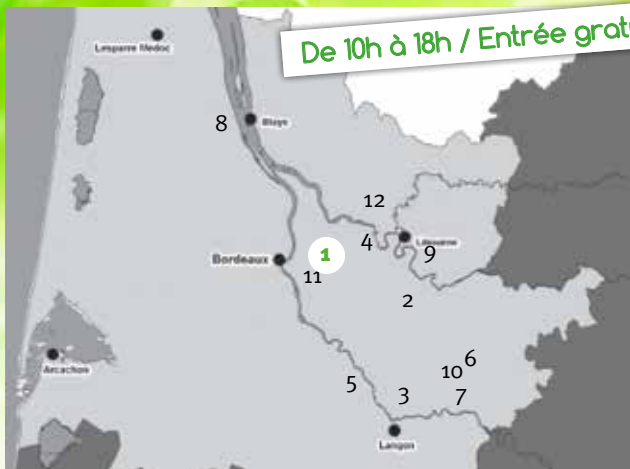 De 10h à 18h / Entrée grat
Lesparre Medoc
Blaye
8
12
4
Libourne
9
Bordeaux
1
11
2
Arcachon
5
3
10
6
7
Langon